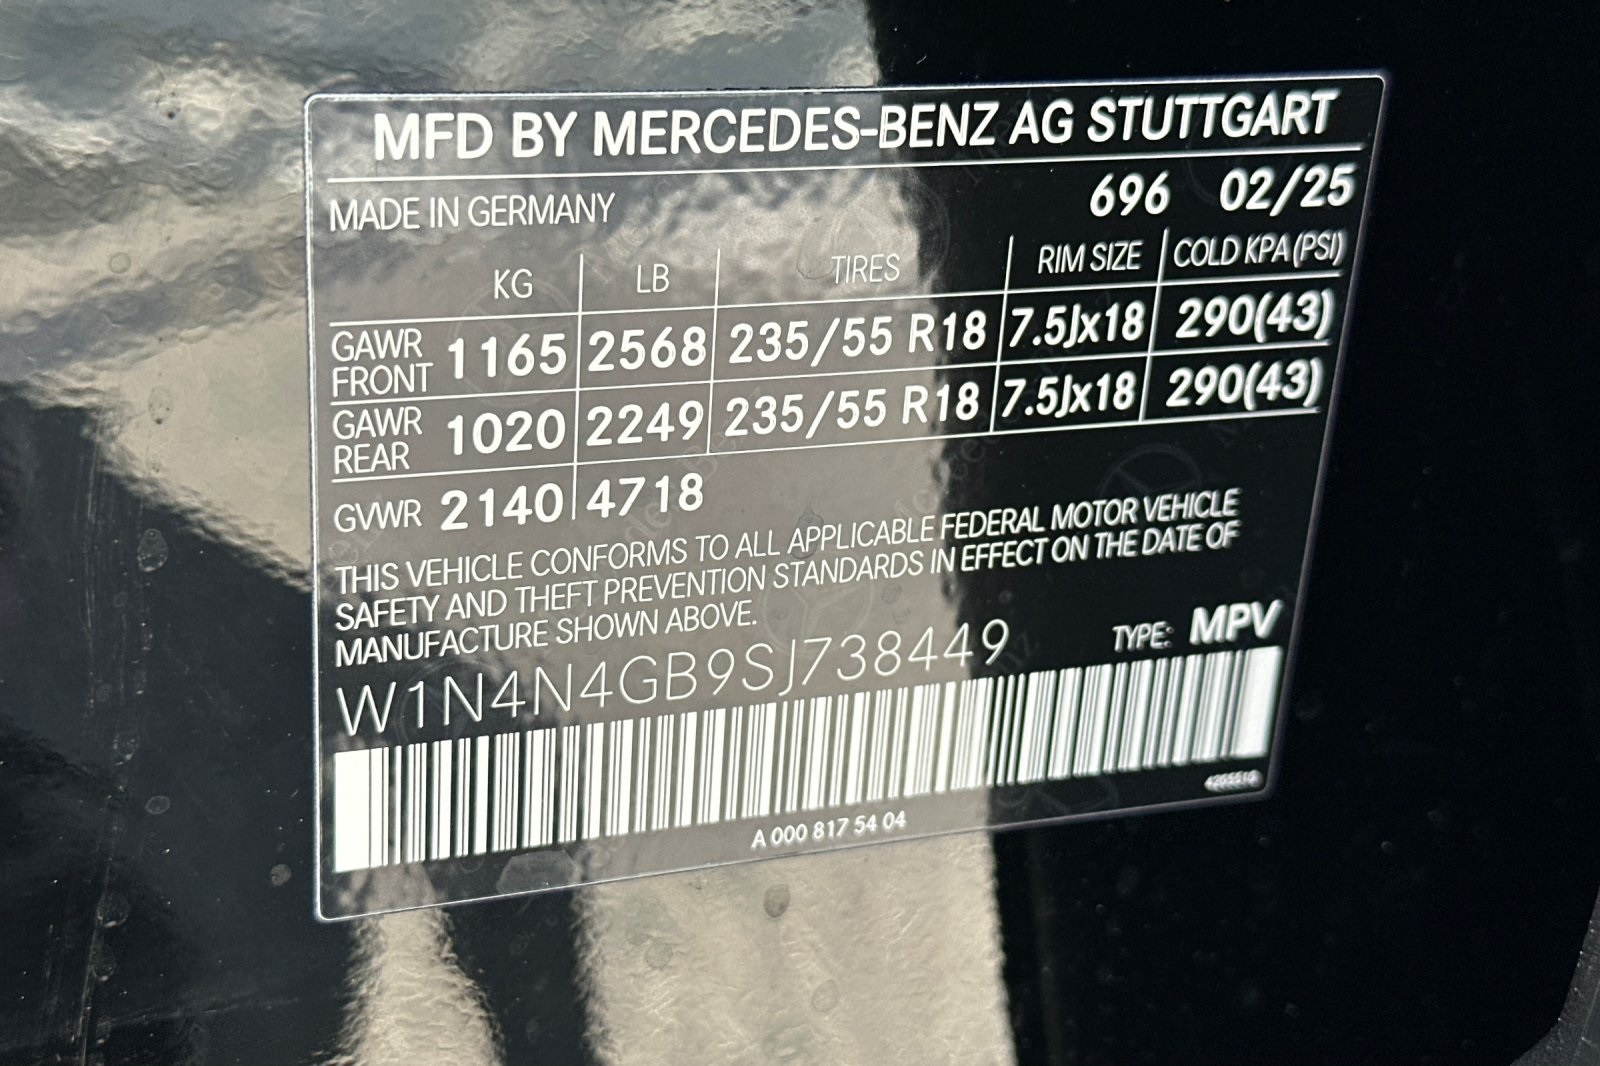 MFD BY MERCEDES-BENZ AG STUTTGART
MADE IN GERMANY 696 02/25
KG LB TIRES RIM SIZE COLD KPA(PSI)
GAWR FRONT 1165 2568 235/55 R18 7.5Jx18 290(43)
GAWR REAR 1020 2249 235/55 R18 7.5Jx18 290(43)
GVWR 2140 4718
THIS VEHICLE CONFORMS TO ALL APPLICABLE FEDERAL MOTOR VEHICLE
SAFETY AND THEFT PREVENTION STANDARDS IN EFFECT ON THE DATE OF
MANUFACTURE SHOWN ABOVE.
W1N4N4GB9SJ738449 TYPE: MPV
A 000 817 54 04